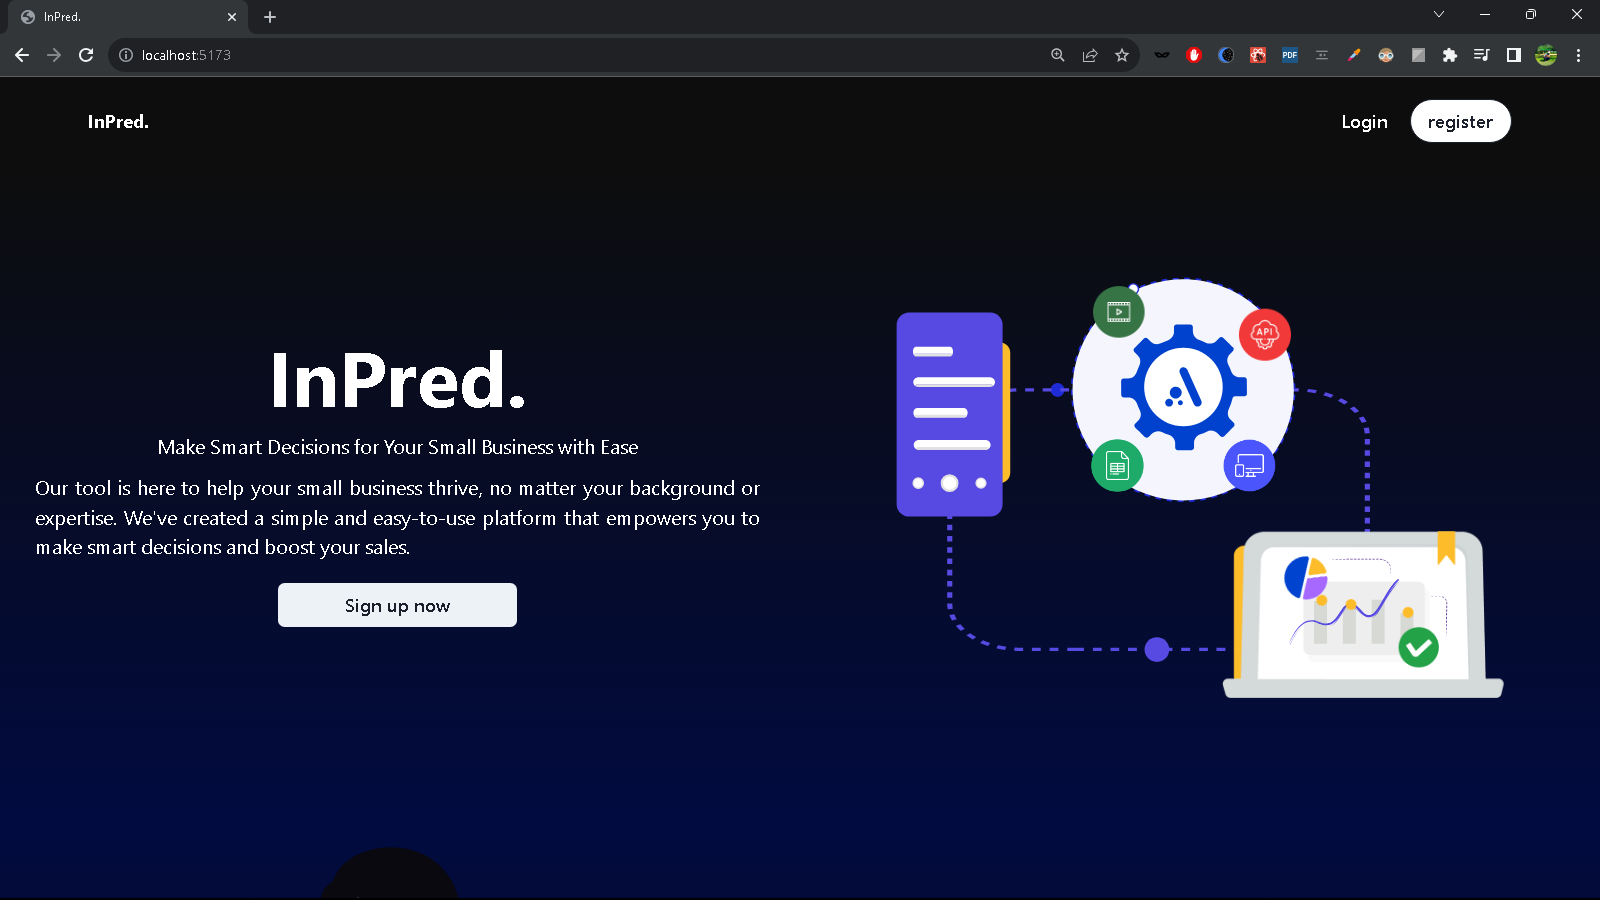 InPred.
localhost:5173
PDF
InPred.
Login
register
API
InPred.
Make Smart Decisions for Your Small Business with Ease
Our tool is here to help your small business thrive, no matter your background or
expertise. We've created a simple and easy-to-use platform that empowers you to
make smart decisions and boost your sales.
Sign up now